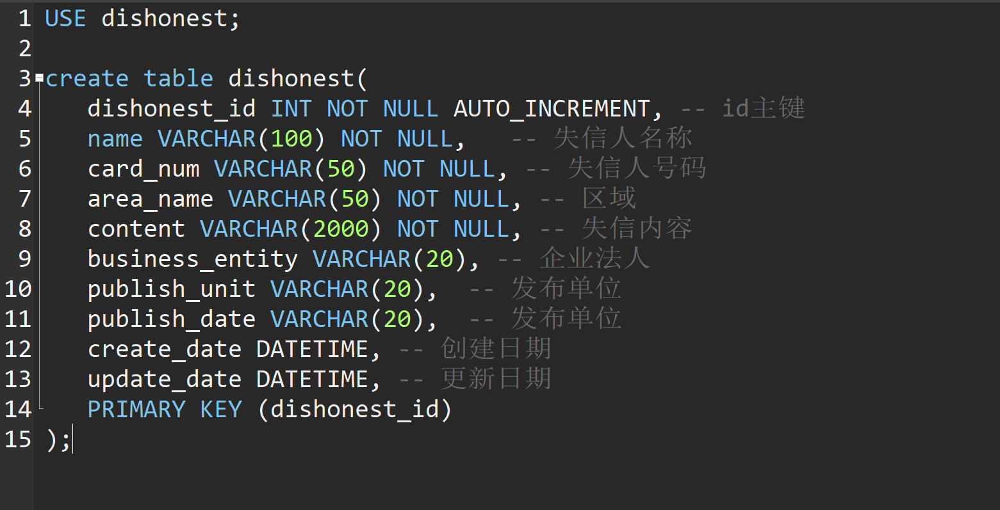 1 USE dishonest;
2
3 create table dishonest(
4 dishonest_id INT NOT NULL AUTO_INCREMENT, -- id主键
5 name VARCHAR(100) NOT NULL, -- 失信人名称
6 card_num VARCHAR(50) NOT NULL, -- 失信人号码
7 area_name VARCHAR(50) NOT NULL, -- 区域
8 content VARCHAR(2000) NOT NULL, -- 失信内容
9 business_entity VARCHAR(20), -- 企业法人
10 publish_unit VARCHAR(20), -- 发布单位
11 publish_date VARCHAR(20), -- 发布单位
12 create_date DATETIME, -- 创建日期
13 update_date DATETIME, -- 更新日期
14 PRIMARY KEY (dishonest_id)
15 );